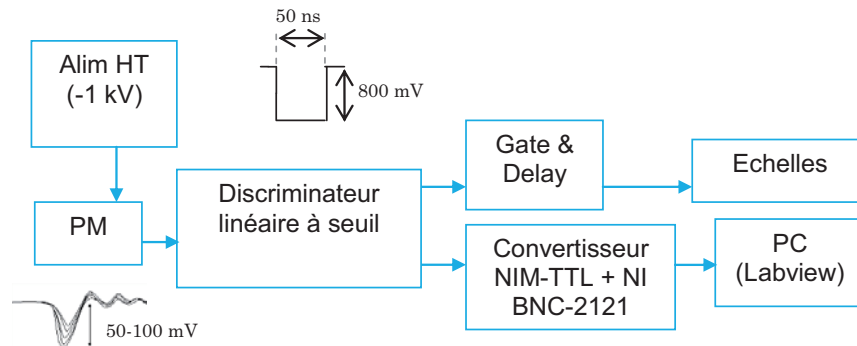 50 ns
800 mV
Alim HT
(-1 kV)
PM
50-100 mV
Discriminateur
linéaire à seuil
Gate &
Delay
Echelles
Convertisseur
NIM-TTL + NI
BNC-2121
PC
(Labview)